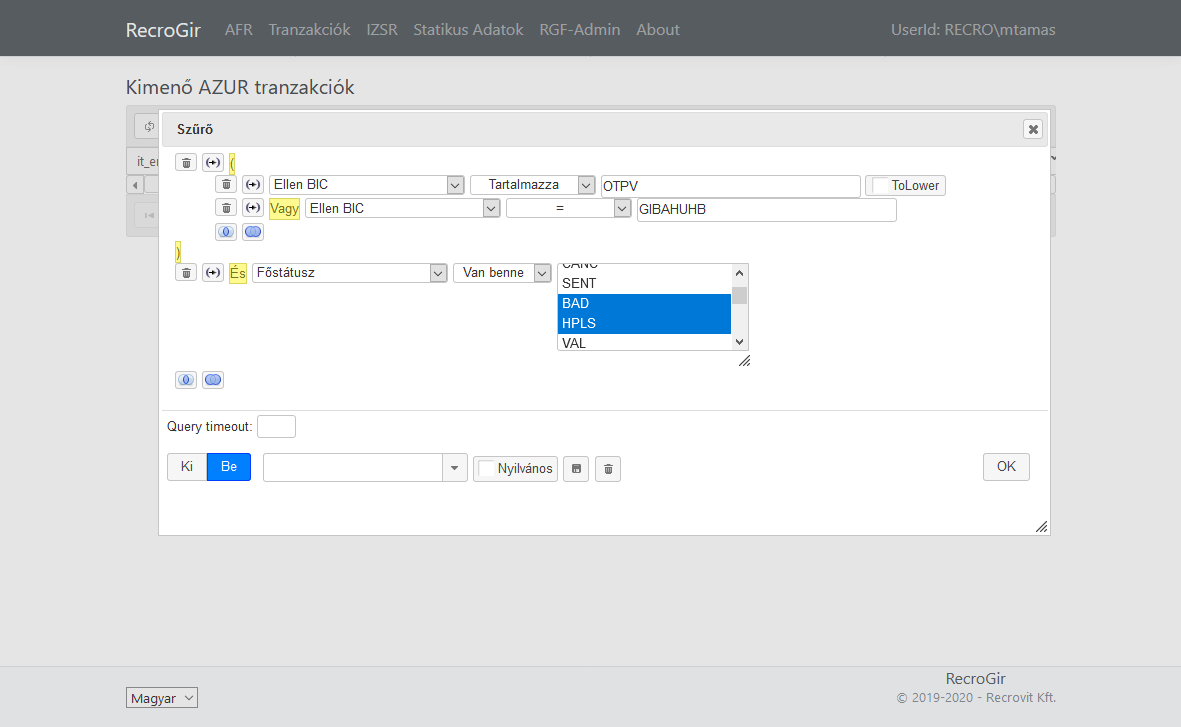 RecroGir AFR Tranzakciók IZSR Statikus Adatok RGF-Admin About UserId: RECRO\mtamas
Kimenő AZUR tranzakciók
Szűrő
it_e
(
Ellen BIC Tartalmazza OTPV ToLower
Vagy Ellen BIC = GIBAHUHB
)
És Főstátusz Van benne CANC
SENT
BAD
HPLS
VAL
Query timeout:
Ki Be Nyilvános OK
RecroGir
Magyar © 2019-2020 - Recrovit Kft.